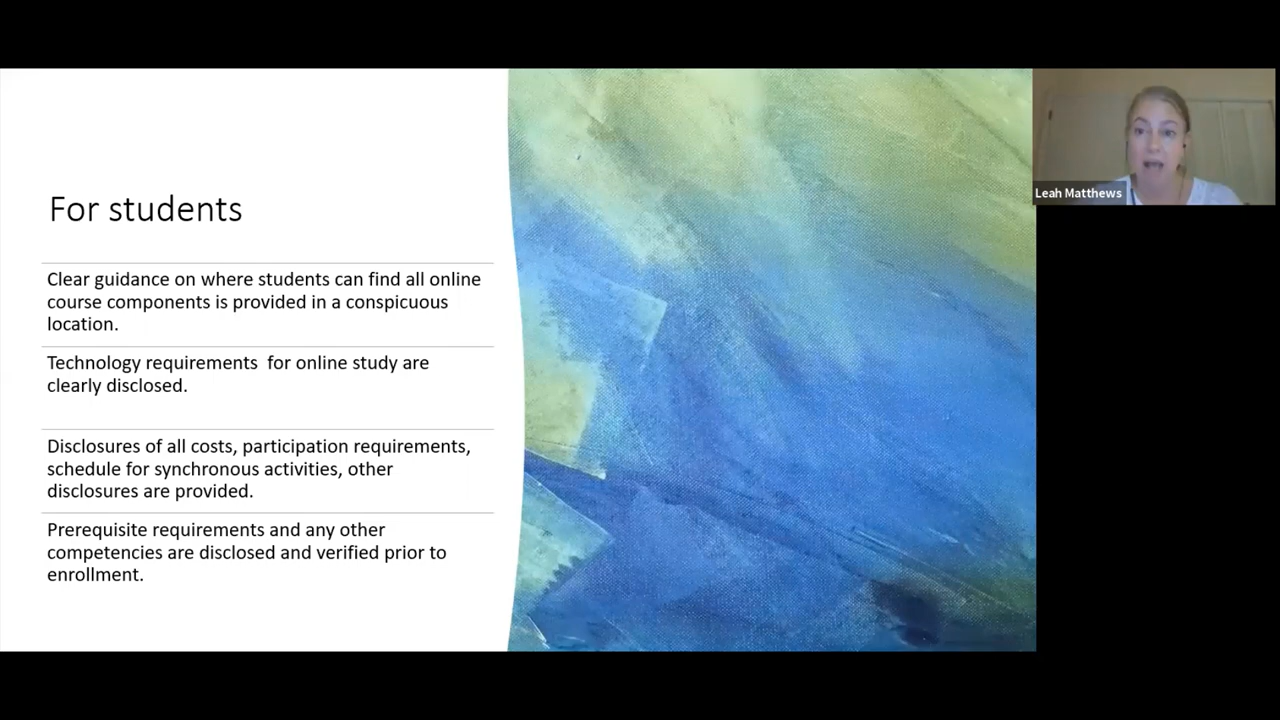 For students
Clear guidance on where students can find all online
course components is provided in a conspicuous
location.
Technology requirements  for online study are
clearly disclosed.
Disclosures of all costs, participation requirements,
schedule for synchronous activities, other
disclosures are provided.
Prerequisite requirements and any other
competencies are disclosed and verified prior to
enrollment.
Leah Matthews